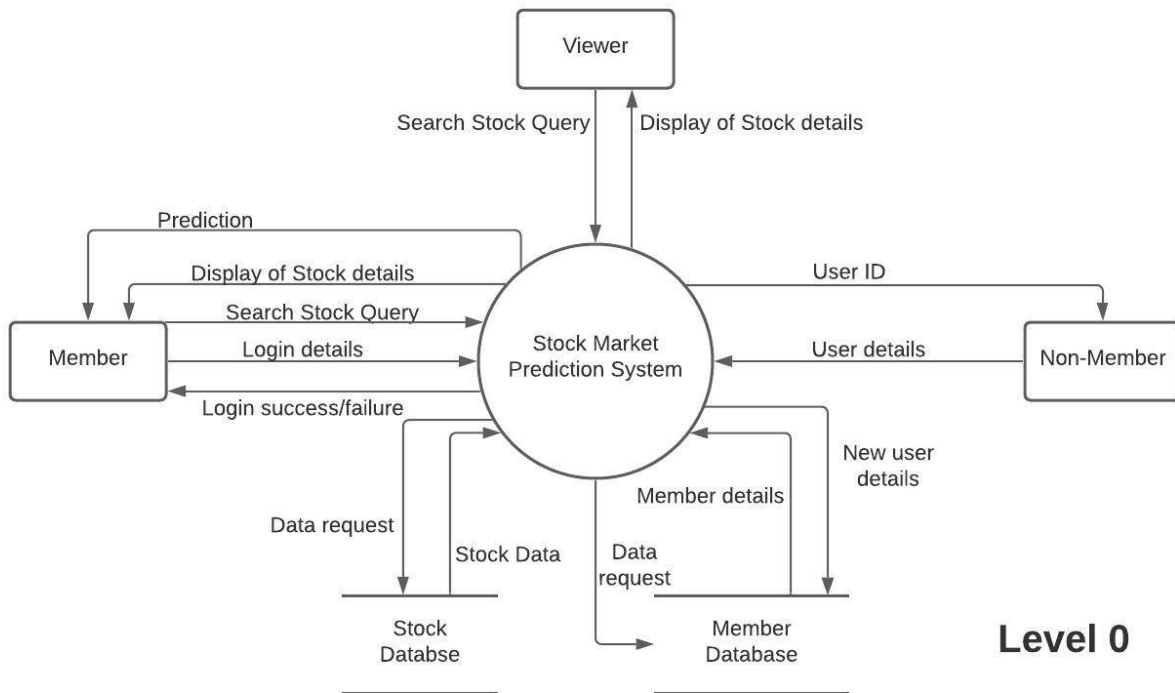 Viewer
Search Stock Query
Display of Stock details
Prediction
Display of Stock details
User ID
Search Stock Query
Member
Login details
Stock Market
Prediction System
User details
Non-Member
Login success/failure
New user
details
Member details
Data request
Stock Data
Data
request
Stock
Databse
Member
Database
Level 0